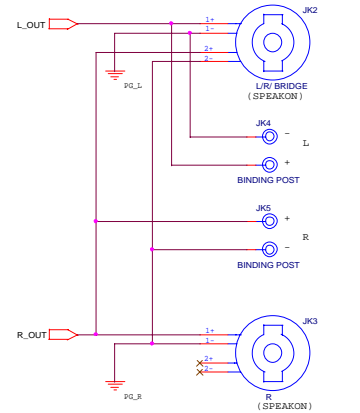 JK2
L_OUT
1+
1-
2+
2-
PG_L
L/R/ BRIDGE
(SPEAKON)
JK4
-
L
+
BINDING POST
JK5
+
R
-
BINDING POST
JK3
R_OUT
1+
1-
2+
2-
PG_R
R
(SPEAKON)